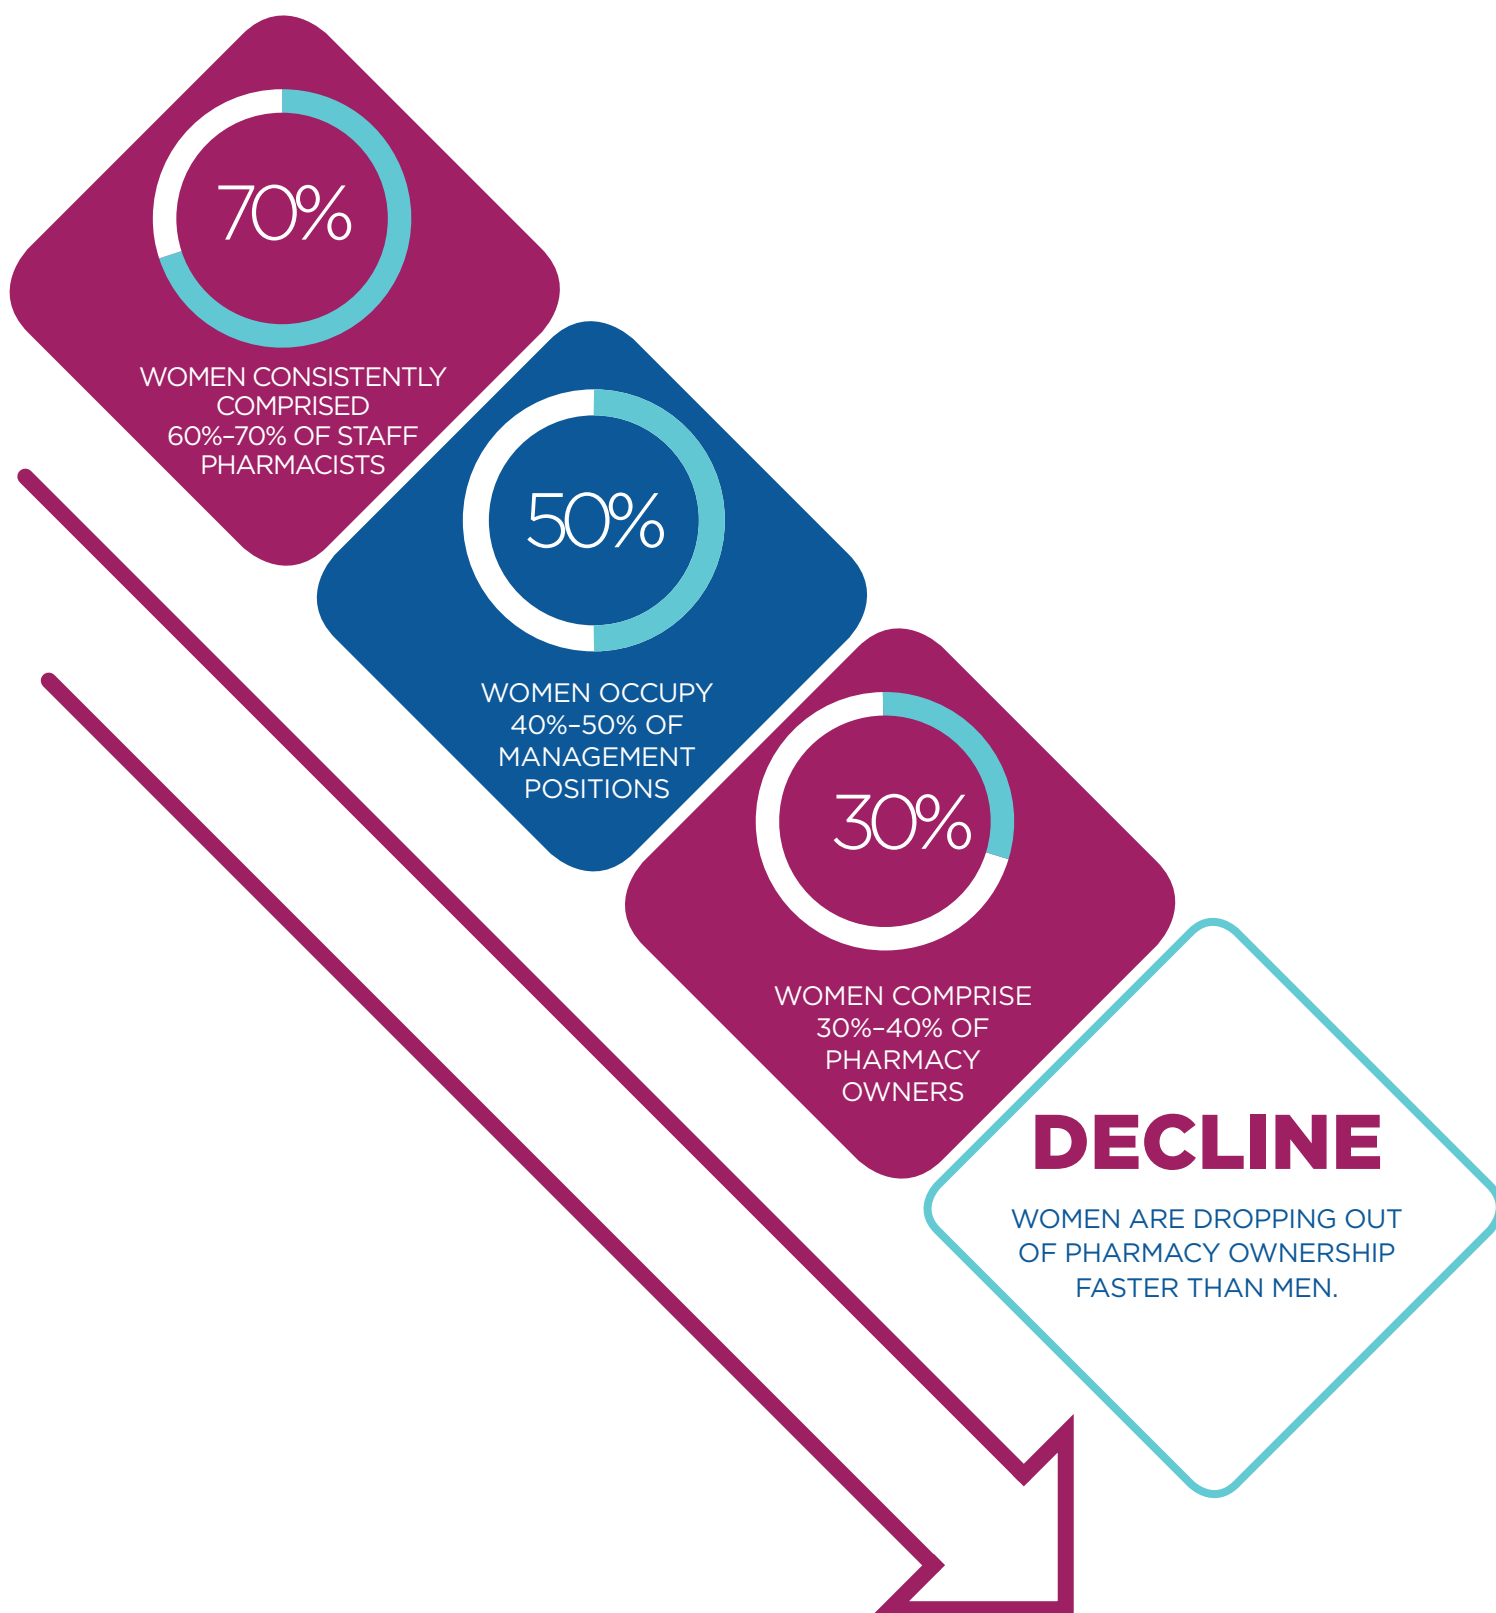 70%
WOMEN CONSISTENTLY
COMPRISED
60%–70% OF STAFF
PHARMACISTS
50%
WOMEN OCCUPY
40%–50% OF
MANAGEMENT
POSITIONS
30%
WOMEN COMPRISE
30%–40% OF
PHARMACY
OWNERS
DECLINE
WOMEN ARE DROPPING OUT
OF PHARMACY OWNERSHIP
FASTER THAN MEN.